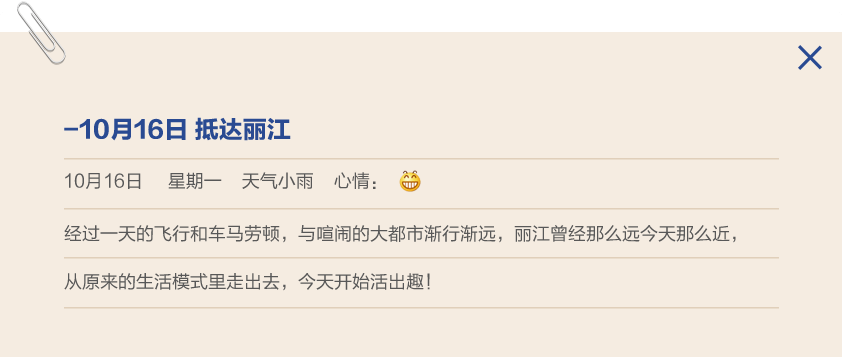 -10月16日 抵达丽江
10月16日 星期一 天气小雨 心情：
经过一天的飞行和车马劳顿，与喧闹的大都市渐行渐远，丽江曾经那么远今天那么近，
从原来的生活模式里走出去，今天开始活出趣！